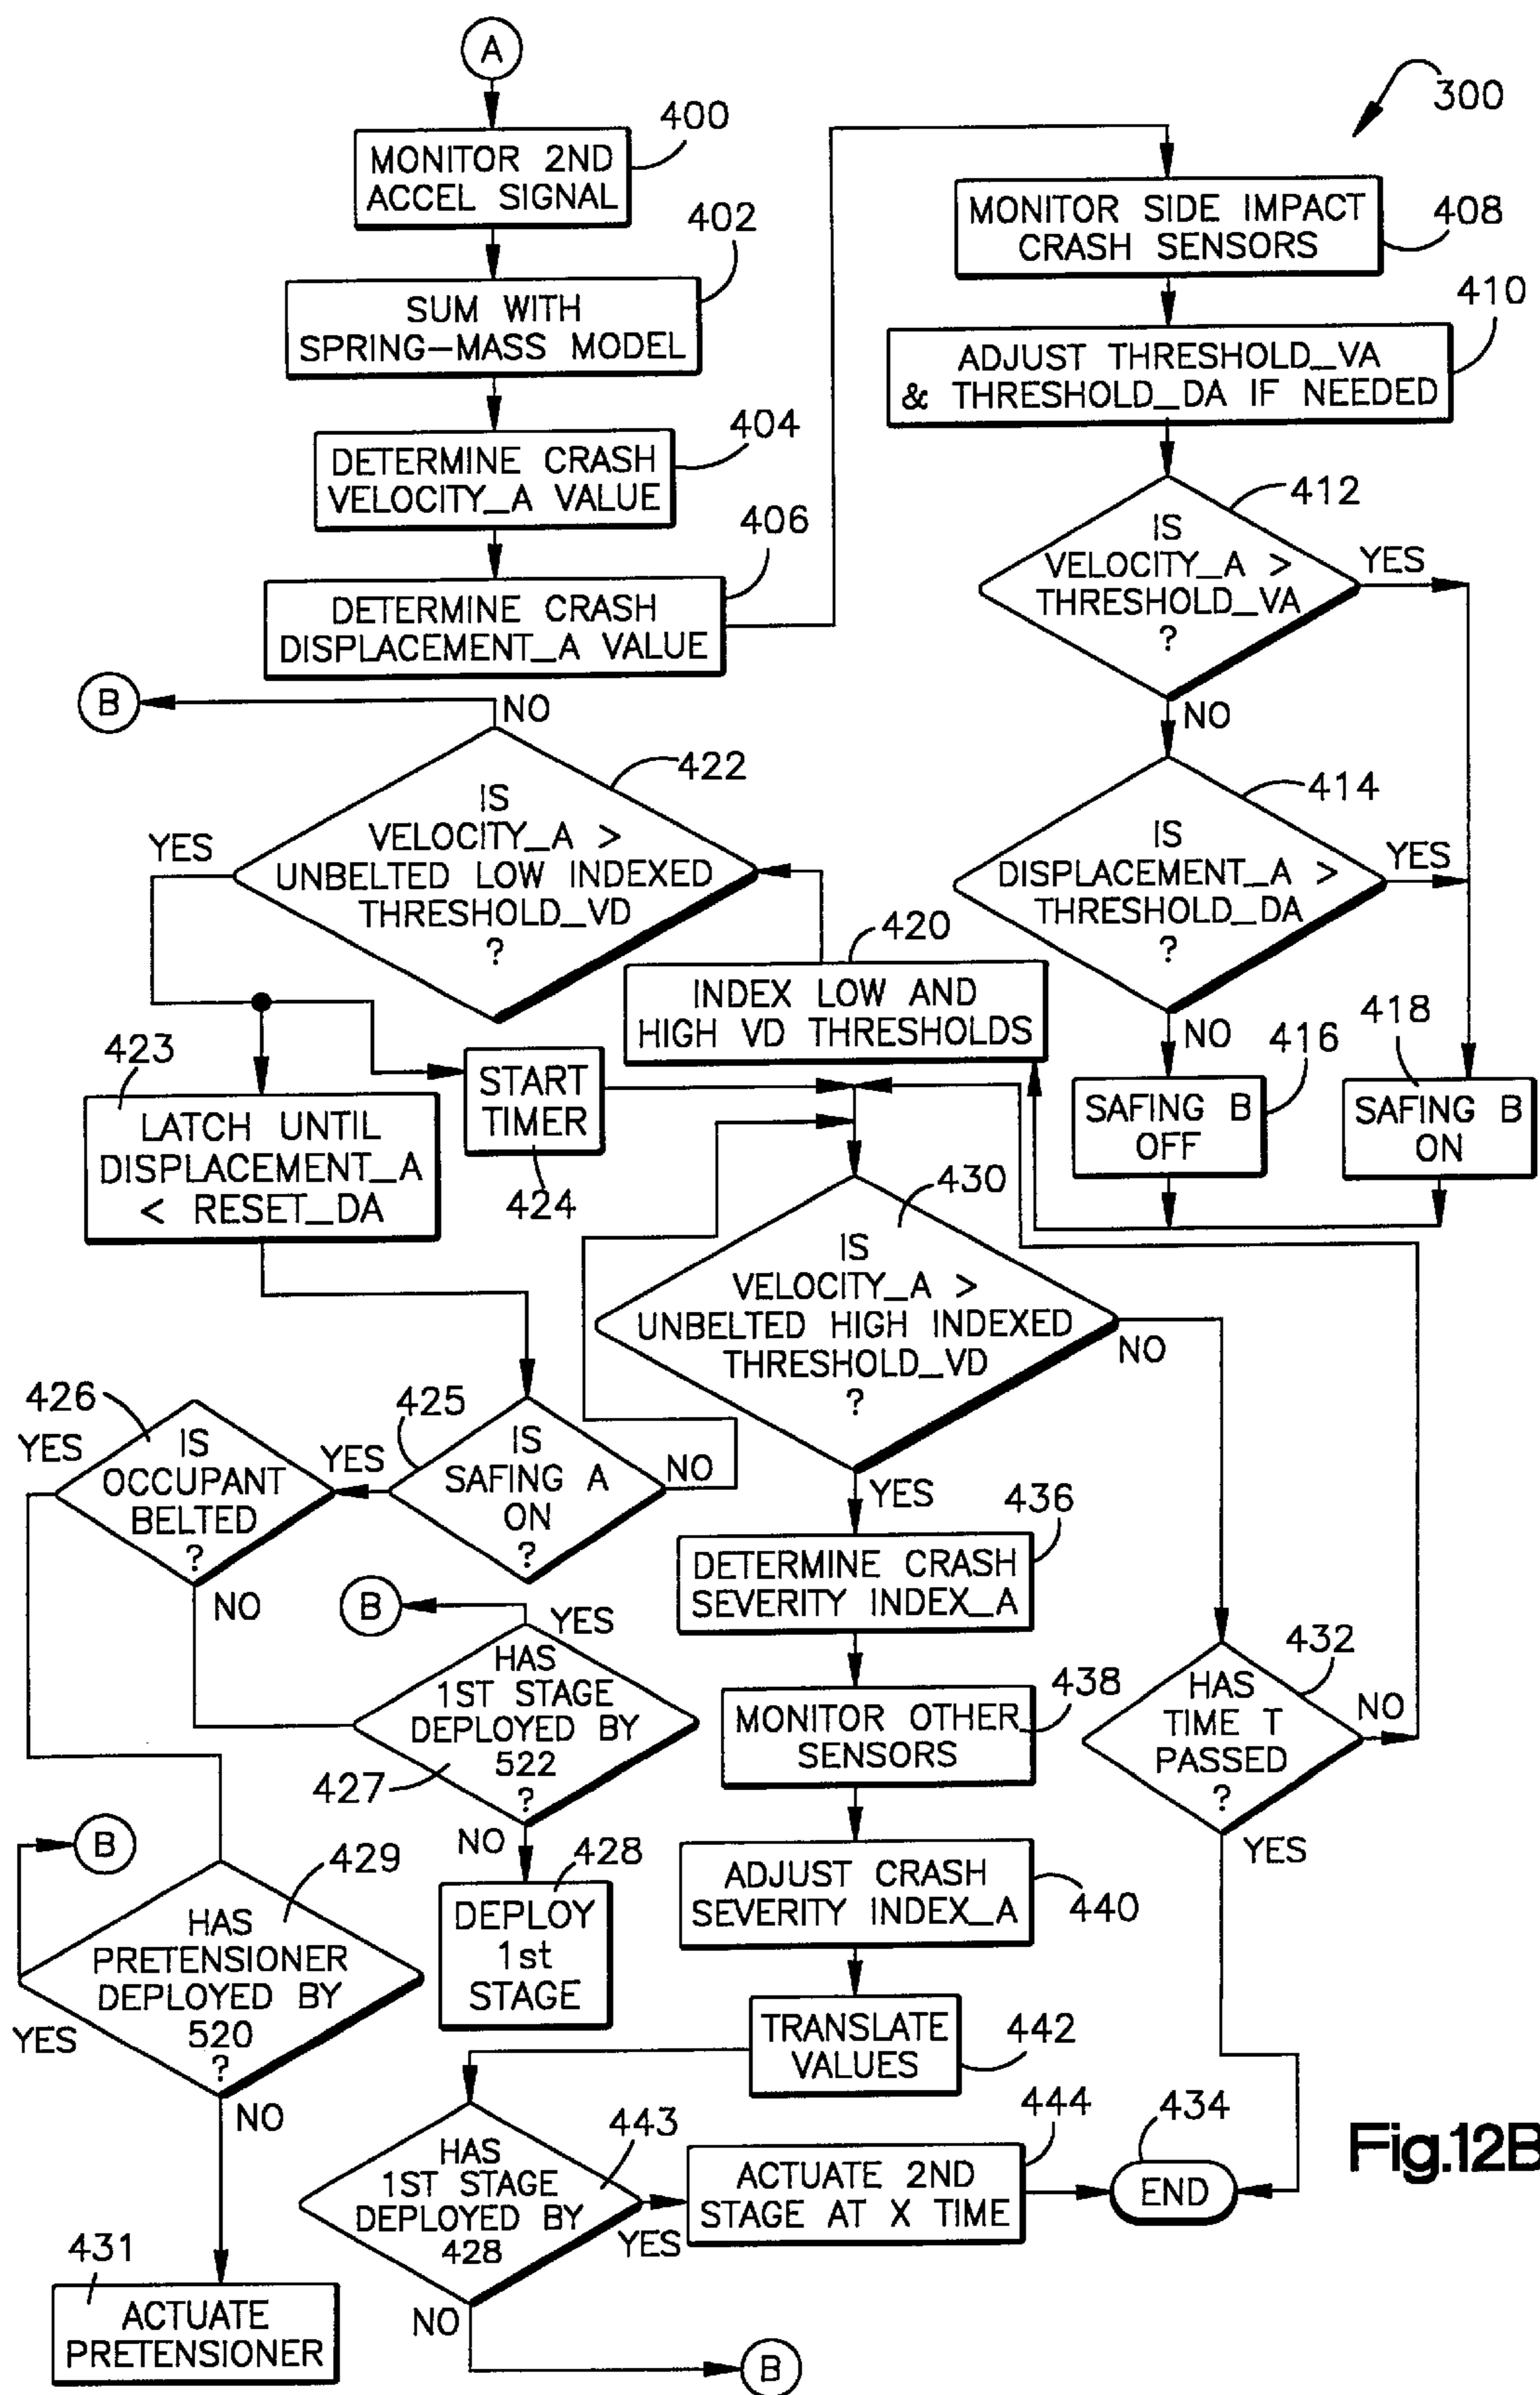 A
300
400
MONITOR 2ND
ACCEL SIGNAL
402
SUM WITH
SPRING-MASS MODEL
404
DETERMINE CRASH
VELOCITY_A VALUE
406
DETERMINE CRASH
DISPLACEMENT_A VALUE
MONITOR SIDE IMPACT
CRASH SENSORS
408
410
ADJUST THRESHOLD_VA
& THRESHOLD_DA IF NEEDED
412
IS
VELOCITY_A >
THRESHOLD_VA
?
YES
NO
414
IS
DISPLACEMENT_A >
THRESHOLD_DA
?
YES
NO
416
SAFING B
OFF
418
SAFING B
ON
420
INDEX LOW AND
HIGH VD THRESHOLDS
B
NO
422
IS
VELOCITY_A >
UNBELTED LOW INDEXED
THRESHOLD_VD
?
YES
423
LATCH UNTIL
DISPLACEMENT_A
< RESET_DA
START
TIMER
424
430
IS
VELOCITY_A >
UNBELTED HIGH INDEXED
THRESHOLD_VD
?
NO
YES
425
IS
SAFING A
ON
?
NO
YES
426
IS
OCCUPANT
BELTED
?
YES
NO
B
YES
HAS
1ST STAGE
DEPLOYED BY
522
?
427
NO
428
DEPLOY
1st
STAGE
B
429
HAS
PRETENSIONER
DEPLOYED BY
520
?
YES
NO
431
ACTUATE
PRETENSIONER
436
DETERMINE CRASH
SEVERITY INDEX_A
438
MONITOR OTHER
SENSORS
ADJUST CRASH
SEVERITY INDEX_A
440
TRANSLATE
VALUES
442
432
HAS
TIME T
PASSED
?
NO
YES
443
HAS
1ST STAGE
DEPLOYED BY
428
YES
NO
B
444
ACTUATE 2ND
STAGE AT X TIME
434
END
Fig.12B